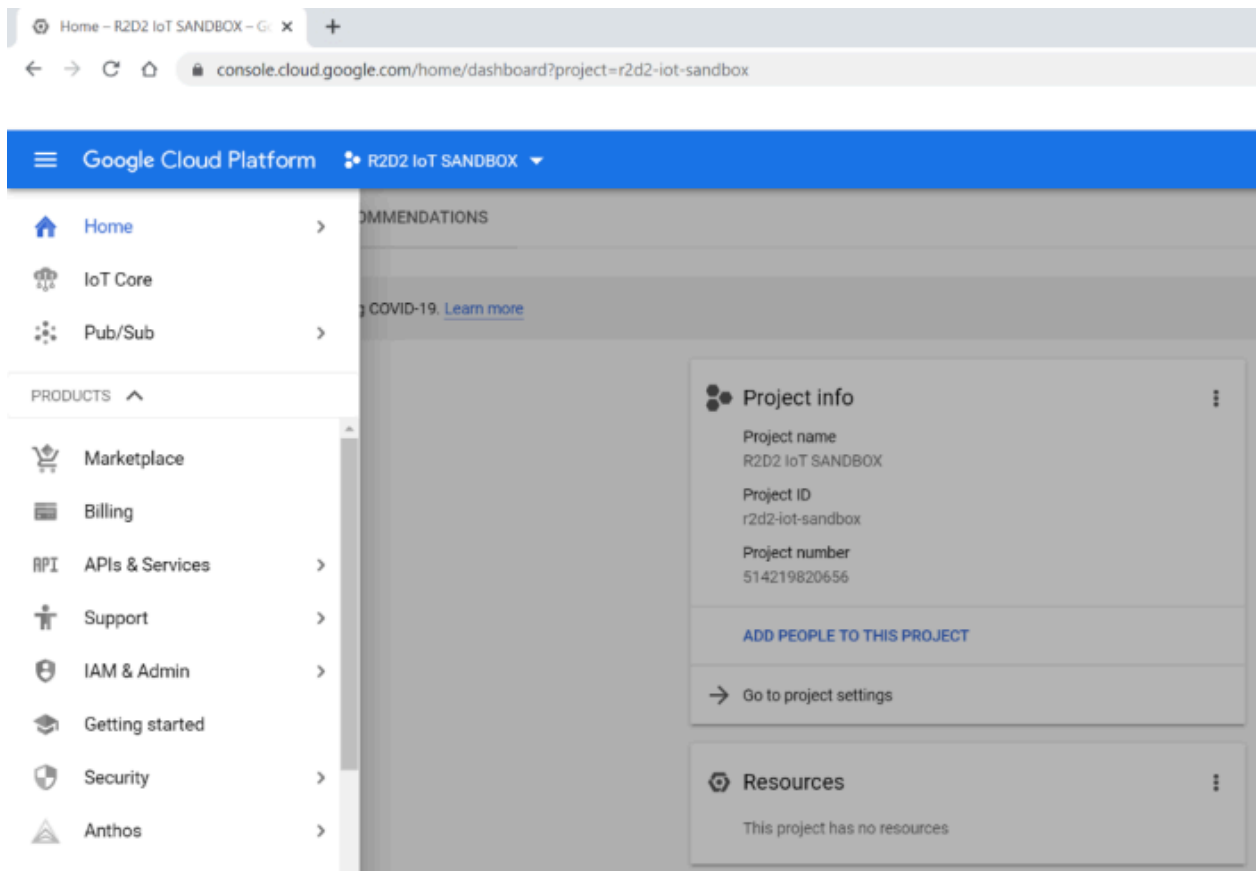 Home – R2D2 IoT SANDBOX – Go
console.cloud.google.com/home/dashboard?project=r2d2-iot-sandbox
Google Cloud Platform R2D2 IoT SANDBOX
Home
OMMENDATIONS
IoT Core
COVID-19. Learn more
Pub/Sub
PRODUCTS
Marketplace
Billing
API APIs & Services
Support
IAM & Admin
Getting started
Security
Anthos
Project info
Project name
R2D2 IoT SANDBOX
Project ID
r2d2-iot-sandbox
Project number
514219820656
ADD PEOPLE TO THIS PROJECT
Go to project settings
Resources
This project has no resources